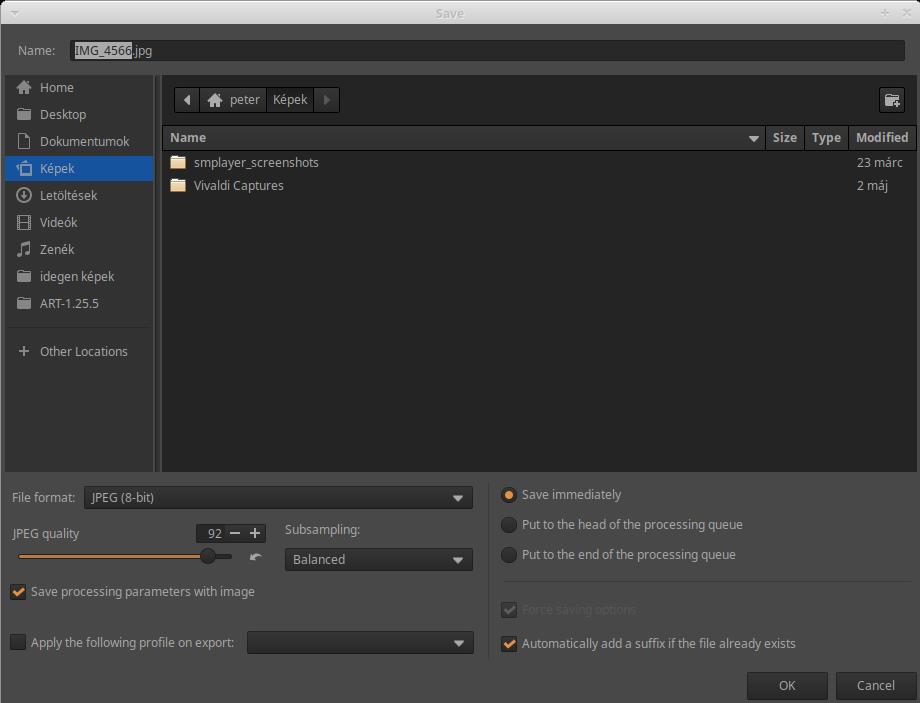 Save
Name: IMG_4566.jpg
Home
Desktop
Dokumentumok
Képek
Letöltések
Videók
Zenék
idegen képek
ART-1.25.5
Other Locations
peter Képek
Name Size Type Modified
smplayer_screenshots 23 márc
Vivaldi Captures 2 máj
File format: JPEG (8-bit)
JPEG quality 92
Subsampling:
Balanced
Save processing parameters with image
Apply the following profile on export:
Save immediately
Put to the head of the processing queue
Put to the end of the processing queue
Force saving options
Automatically add a suffix if the file already exists
OK Cancel